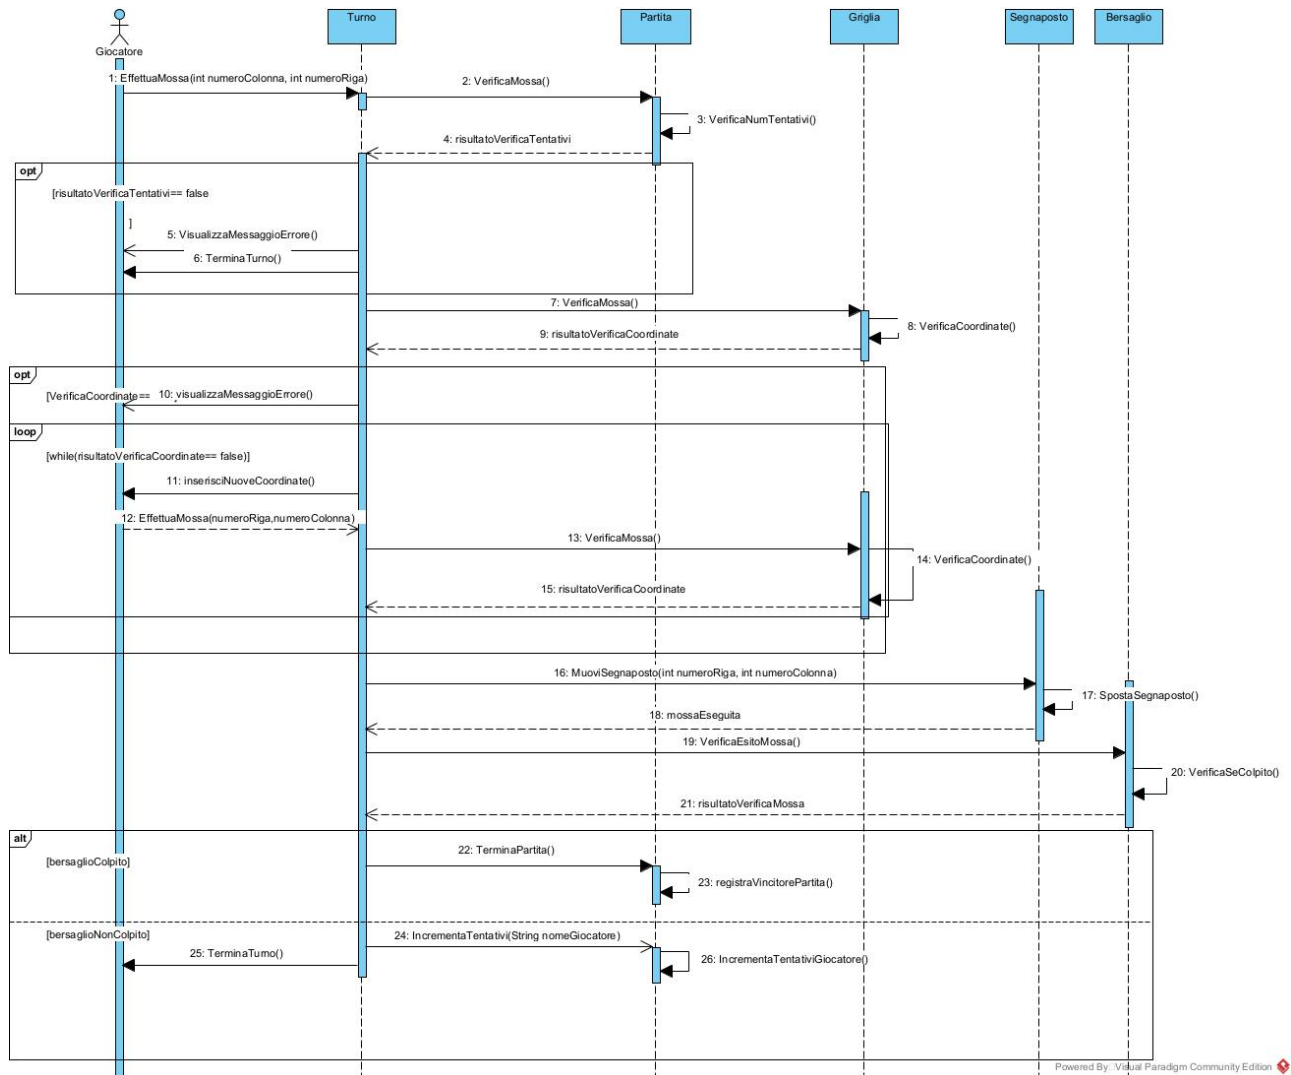 Turno
Partita
Griglia
Segnaposto
Bersaglio
Giocatore
1: EffettuaMossa(int numeroColonna, int numeroRiga)
2: VerificaMossa()
3: VerificaNumTentativi()
4: risultatoVerificaTentativi
opt
[risultatoVerificaTentativi== false
]
5: VisualizzaMessaggioErrore()
6: TerminaTurno()
7: VerificaMossa()
8: VerificaCoordinate()
9: risultatoVerificaCoordinate
opt
[VerificaCoordinate==
10: visualizzaMessaggioErrore()
loop
[while(risultatoVerificaCoordinate== false)]
11: inserisciNuoveCoordinate()
12: EffettuaMossa(numeroRiga,numeroColonna)
13: VerificaMossa()
14: VerificaCoordinate()
15: risultatoVerificaCoordinate
16: MuoviSegnaposto(int numeroRiga, int numeroColonna)
17: SpostaSegnaposto()
18: mossaEseguita
19: VerificaEsitoMossa()
20: VerificaSeColpito()
21: risultatoVerificaMossa
alt
22: TerminaPartita()
[bersaglioColpito]
23: registraVincitorePartita()
[bersaglioNonColpito]
24: IncrementaTentativi(String nomeGiocatore)
25: TerminaTurno()
26: IncrementaTentativiGiocatore()
Powered By: Visual Paradigm Community Edition